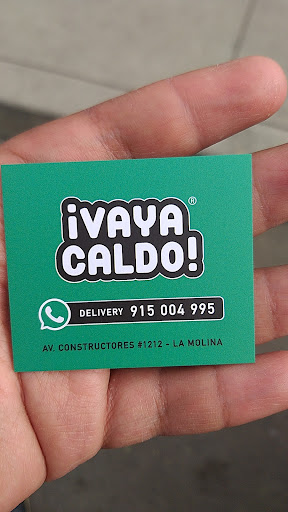 ¡VAYA ®
CALDO!
DELIVERY 915 004 995
AV. CONSTRUCTORES #1212 - LA MOLINA